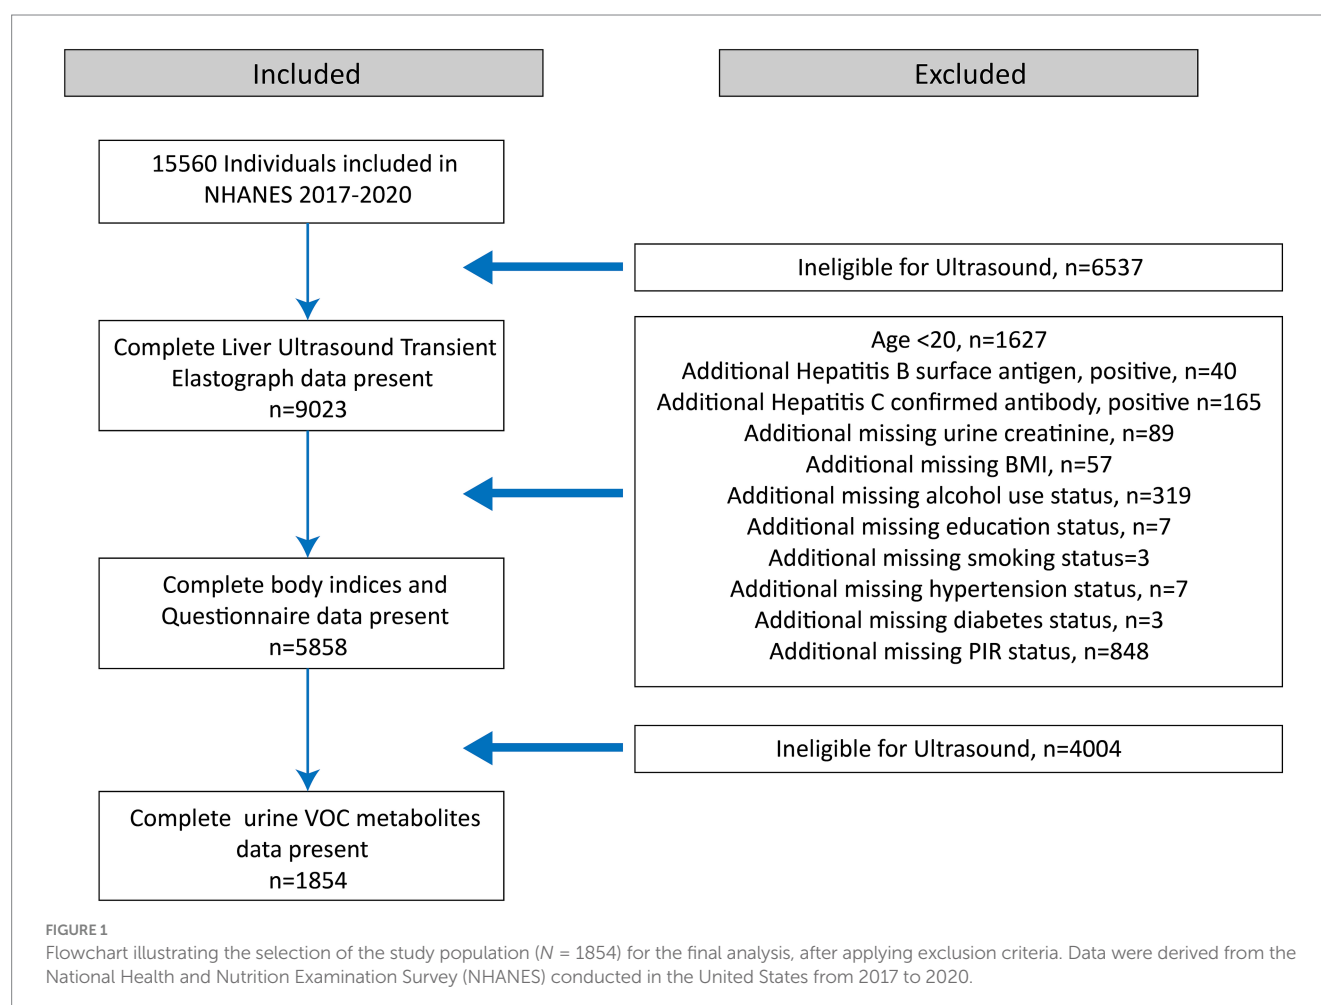 Included
Excluded
15560 Individuals included in
NHANES 2017-2020
Ineligible for Ultrasound, n=6537
Complete Liver Ultrasound Transient
Elastograph data present
n=9023
Age <20, n=1627
Additional Hepatitis B surface antigen, positive, n=40
Additional Hepatitis C confirmed antibody, positive n=165
Additional missing urine creatinine, n=89
Additional missing BMI, n=57
Additional missing alcohol use status, n=319
Additional missing education status, n=7
Additional missing smoking status=3
Additional missing hypertension status, n=7
Additional missing diabetes status, n=3
Additional missing PIR status, n=848
Complete body indices and
Questionnaire data present
n=5858
Ineligible for Ultrasound, n=4004
Complete  urine VOC metabolites
data present
n=1854
FIGURE 1
Flowchart illustrating the selection of the study population (N = 1854) for the final analysis, after applying exclusion criteria. Data were derived from the
National Health and Nutrition Examination Survey (NHANES) conducted in the United States from 2017 to 2020.